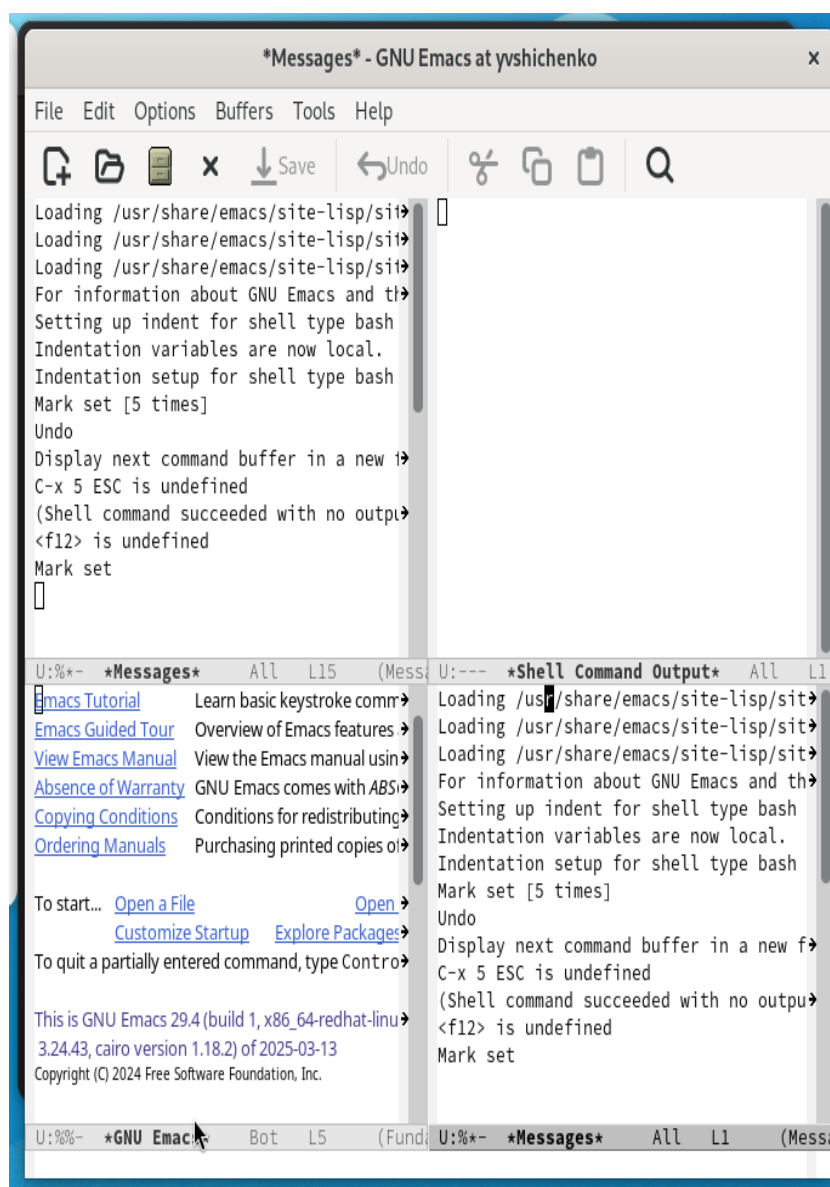 *Messages* - GNU Emacs at yvshichenko
File Edit Options Buffers Tools Help
Save Undo
Loading /usr/share/emacs/site-lisp/sit
Loading /usr/share/emacs/site-lisp/sit
Loading /usr/share/emacs/site-lisp/sit
For information about GNU Emacs and th
Setting up indent for shell type bash
Indentation variables are now local.
Indentation setup for shell type bash
Mark set [5 times]
Undo
Display next command buffer in a new f
C-x 5 ESC is undefined
(Shell command succeeded with no outpu
<f12> is undefined
Mark set
U:%*- *Messages* All L15 (Messa
U:--- *Shell Command Output* All L1
Emacs Tutorial Learn basic keystroke comm
Emacs Guided Tour Overview of Emacs features
View Emacs Manual View the Emacs manual usin
Absence of Warranty GNU Emacs comes with ABS
Copying Conditions Conditions for redistributing
Ordering Manuals Purchasing printed copies of
To start... Open a File Open
Customize Startup Explore Packages
To quit a partially entered command, type Contro
This is GNU Emacs 29.4 (build 1, x86_64-redhat-linu
3.24.43, cairo version 1.18.2) of 2025-03-13
Copyright (C) 2024 Free Software Foundation, Inc.
U:%%- *GNU Emacs* Bot L5 (Funda
Loading /usr/share/emacs/site-lisp/sit
Loading /usr/share/emacs/site-lisp/sit
Loading /usr/share/emacs/site-lisp/sit
For information about GNU Emacs and th
Setting up indent for shell type bash
Indentation variables are now local.
Indentation setup for shell type bash
Mark set [5 times]
Undo
Display next command buffer in a new f
C-x 5 ESC is undefined
(Shell command succeeded with no outpu
<f12> is undefined
Mark set
U:%*- *Messages* All L1 (Messa